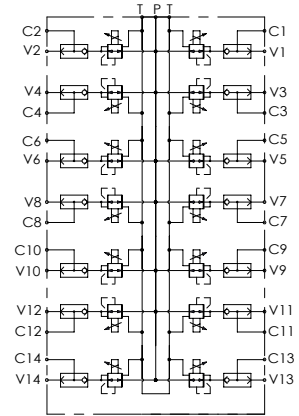 T P T
C2 C1
V2 V1
V4 V3
C4 C3
C6 C5
V6 V5
V8 V7
C8 C7
C10 C9
V10 V9
V12 V11
C12 C11
C14 C13
V14 V13